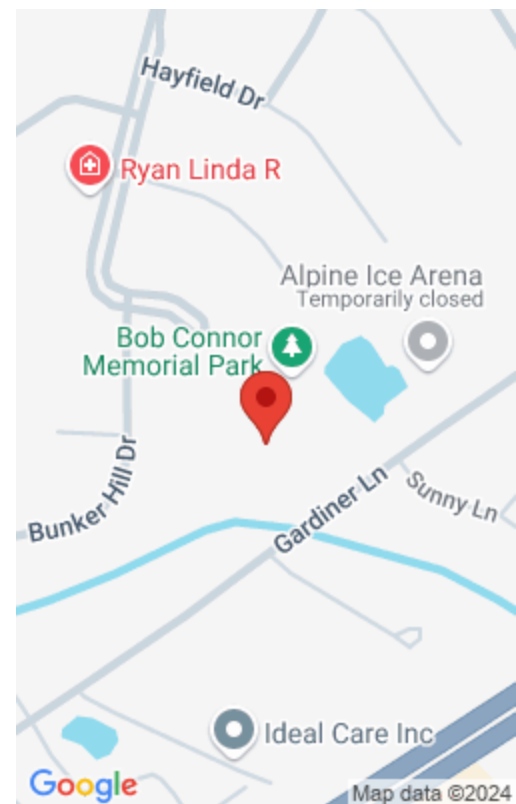 Hayfield Dr
Ryan Linda R
Alpine Ice Arena
Temporarily closed
Bob Connor
Memorial Park
Bunker Hill Dr
Gardiner Ln
Sunny Ln
Ideal Care Inc
Google
Map data ©2024